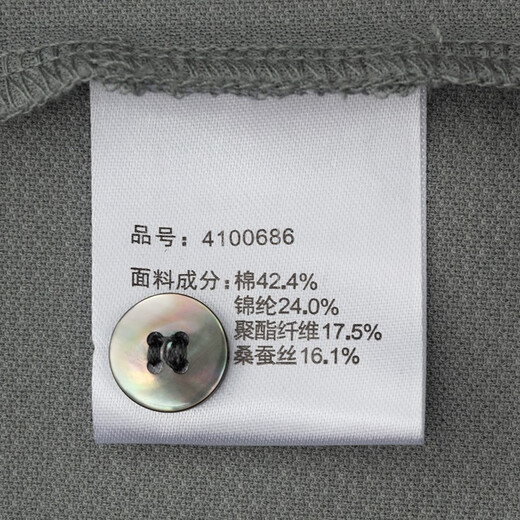 品号: 4100686
面料成分: 棉42.4%
锦纶24.0%
聚酯纤维17.5%
桑蚕丝16.1%